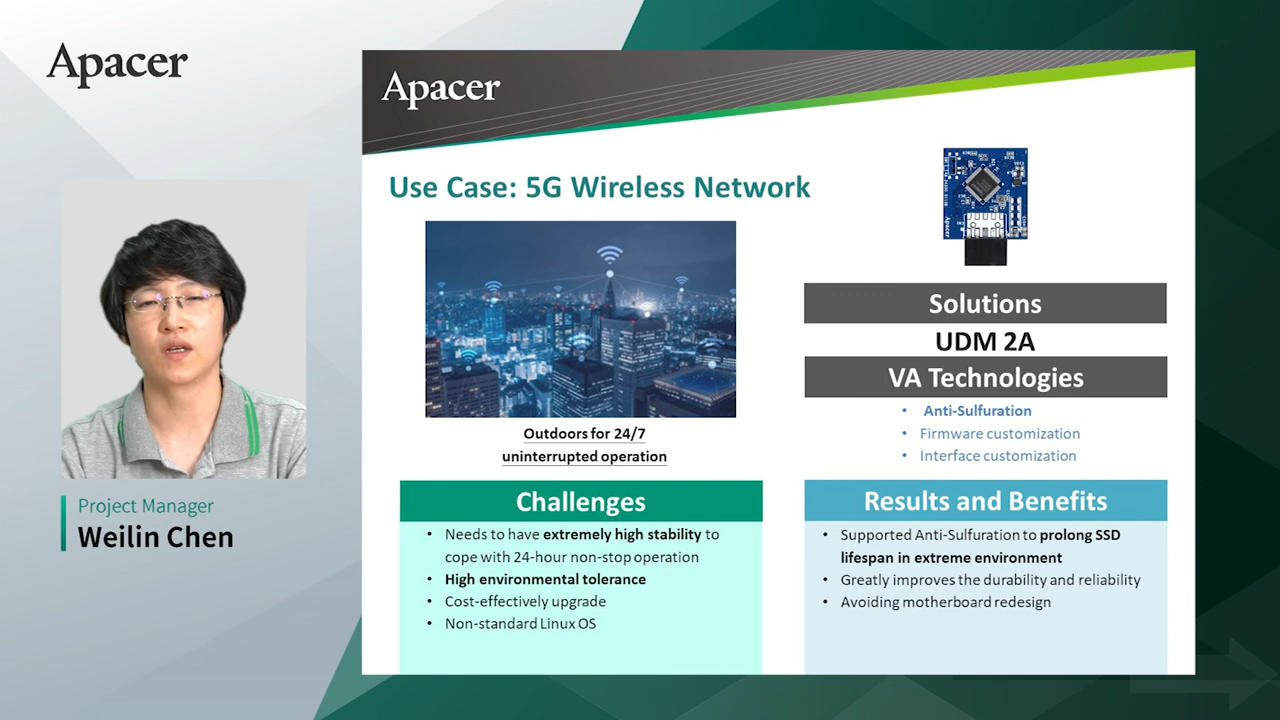 Apacer
Project Manager
Weilin Chen
Apacer
Use Case: 5G Wireless Network
Outdoors for 24/7
uninterrupted operation
Challenges
• Needs to have extremely high stability to
cope with 24-hour non-stop operation
• High environmental tolerance
• Cost-effectively upgrade
• Non-standard Linux OS
Apacer
Solutions
UDM 2A
VA Technologies
• Anti-Sulfuration
• Firmware customization
• Interface customization
Results and Benefits
• Supported Anti-Sulfuration to prolong SSD
lifespan in extreme environment
• Greatly improves the durability and reliability
• Avoiding motherboard redesign